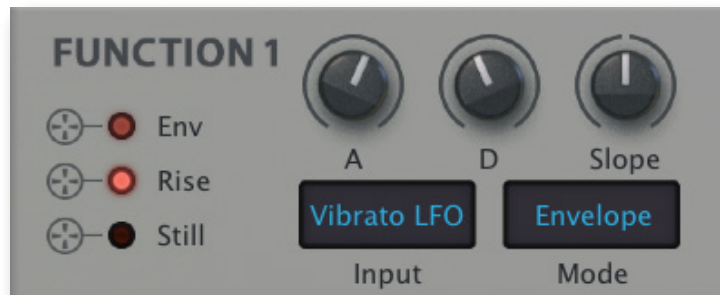 FUNCTION 1
Env
Rise
Still
A D Slope
Vibrato LFO Envelope
Input Mode